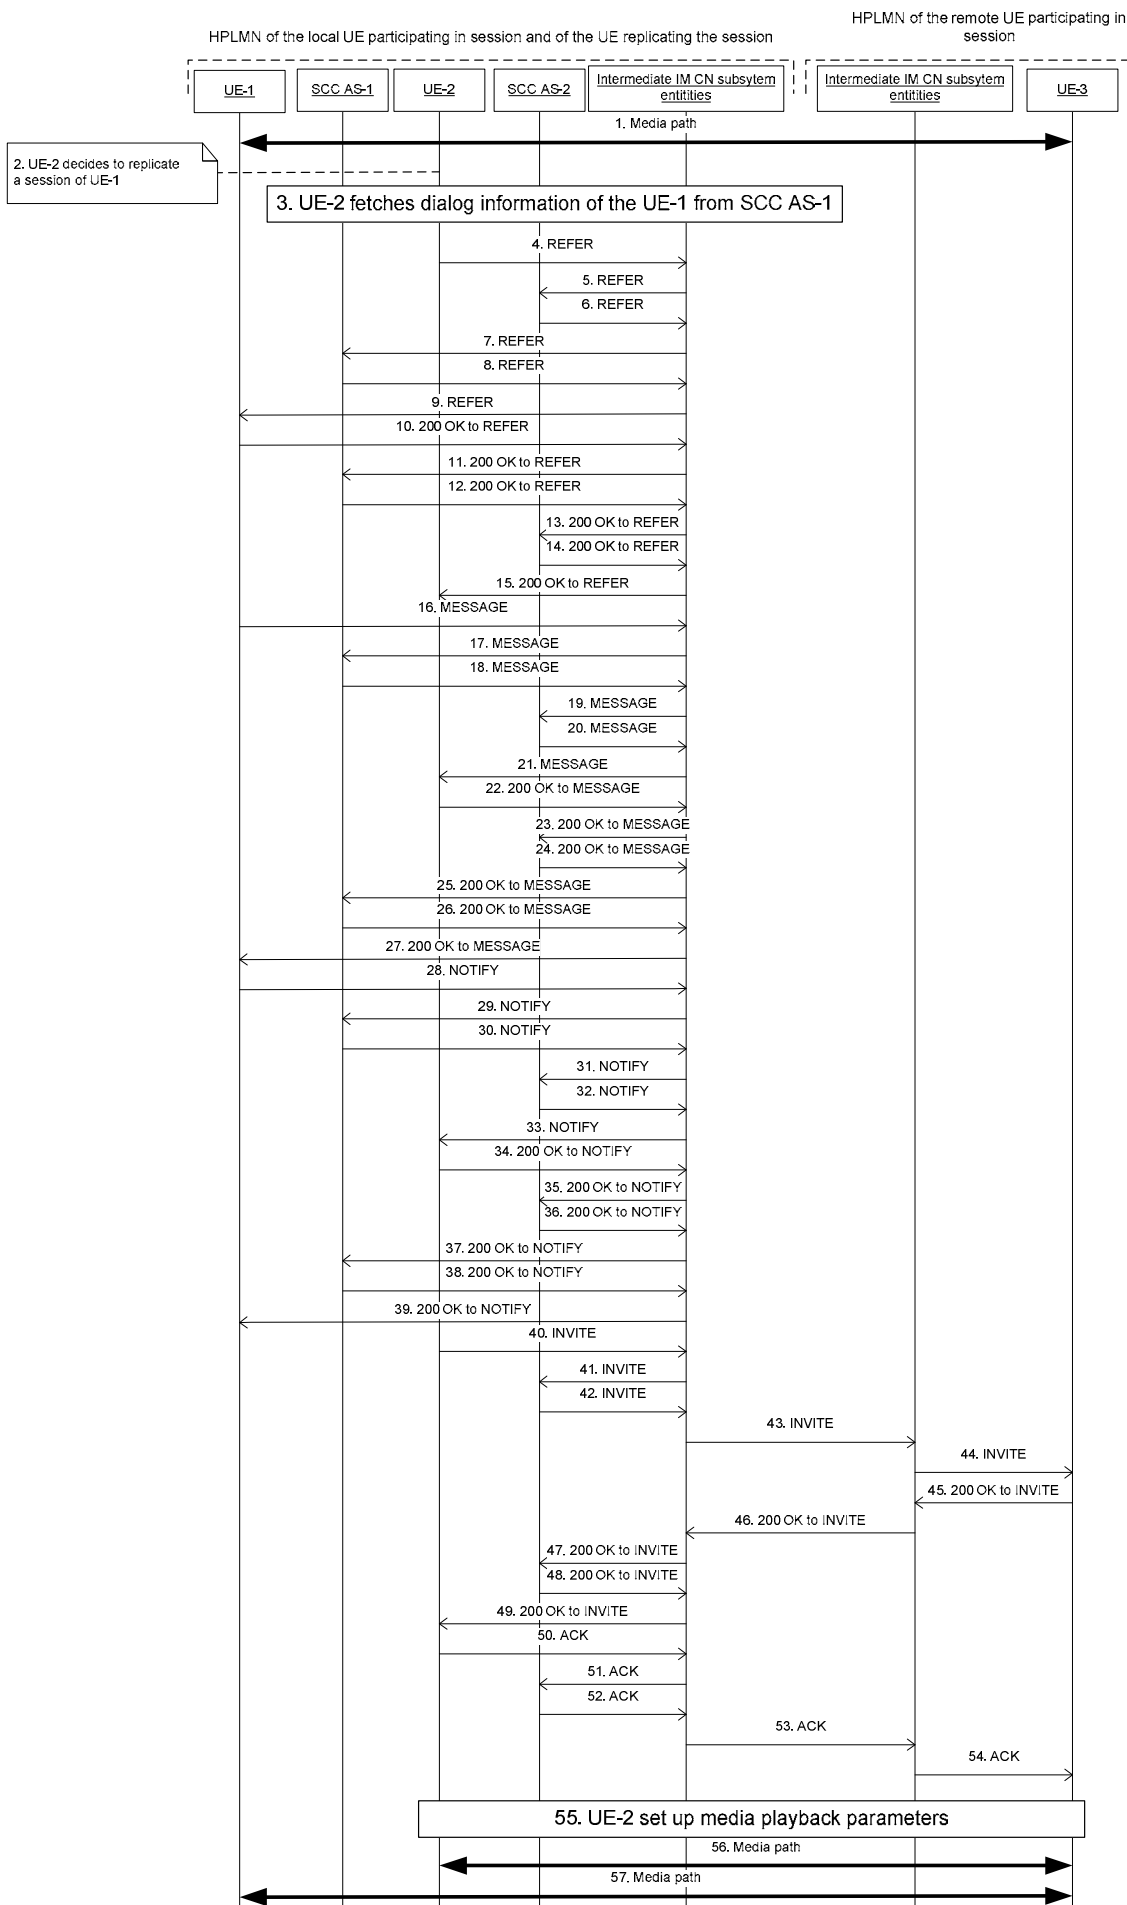 HPLMN of the remote UE participating in
session
HPLMN of the local UE participating in session and of the UE replicating the session
UE-1
SCC AS-1
UE-2
SCC AS-2
Intermediate IM CN subsytem
entitities
Intermediate IM CN subsytem
entitities
UE-3
1. Media path
2. UE-2 decides to replicate
a session of UE-1
3. UE-2 fetches dialog information of the UE-1 from SCC AS-1
4. REFER
5. REFER
6. REFER
7. REFER
8. REFER
9. REFER
10. 200 OK to REFER
11. 200 OK to REFER
12. 200 OK to REFER
13. 200 OK to REFER
14. 200 OK to REFER
15. 200 OK to REFER
16. MESSAGE
17. MESSAGE
18. MESSAGE
19. MESSAGE
20. MESSAGE
21. MESSAGE
22. 200 OK to MESSAGE
23. 200 OK to MESSAGE
24. 200 OK to MESSAGE
25. 200 OK to MESSAGE
26. 200 OK to MESSAGE
27. 200 OK to MESSAGE
28. NOTIFY
29. NOTIFY
30. NOTIFY
31. NOTIFY
32. NOTIFY
33. NOTIFY
34. 200 OK to NOTIFY
35. 200 OK to NOTIFY
36. 200 OK to NOTIFY
37. 200 OK to NOTIFY
38. 200 OK to NOTIFY
39. 200 OK to NOTIFY
40. INVITE
41. INVITE
42. INVITE
43. INVITE
44. INVITE
45. 200 OK to INVITE
46. 200 OK to INVITE
47. 200 OK to INVITE
48. 200 OK to INVITE
49. 200 OK to INVITE
50. ACK
51. ACK
52. ACK
53. ACK
54. ACK
55. UE-2 set up media playback parameters
56. Media path
57. Media path